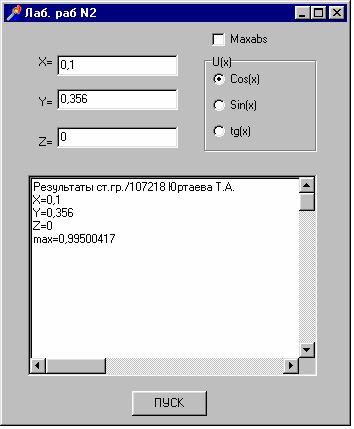 Лаб. раб N2
Maxabs
X= 0,1
U(x)
Cos(x)
Y= 0,356
Sin(x)
tg(x)
Z= 0
Результаты ст.гр./107218 Юртаева Т.А.
X=0,1
Y=0,356
Z=0
max=0,99500417
ПУСК